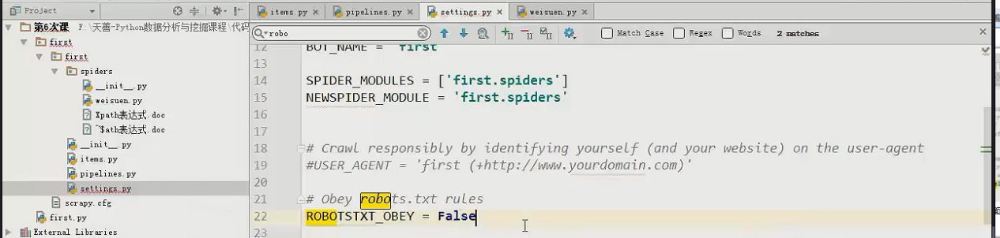 Project
items.py
pipelines.py
settings.py
weisuen.py
第6次课 F:\天善-Python数据分析与挖掘课程\代码
first
first
spiders
__init__.py
weisuen.py
Xpath表达式.doc
~$ath表达式.doc
__init__.py
items.py
pipelines.py
settings.py
scrapy.cfg
first.py
External Libraries
robo
Match Case
Regex
Words
2 matches
12 BOT_NAME = 'first'
13
14 SPIDER_MODULES = ['first.spiders']
15 NEWSPIDER_MODULE = 'first.spiders'
16
17
18 # Crawl responsibly by identifying yourself (and your website) on the user-agent
19 #USER_AGENT = 'first (+http://www.yourdomain.com)'
20
21 # Obey robots.txt rules
22 ROBOTSTXT_OBEY = False
23